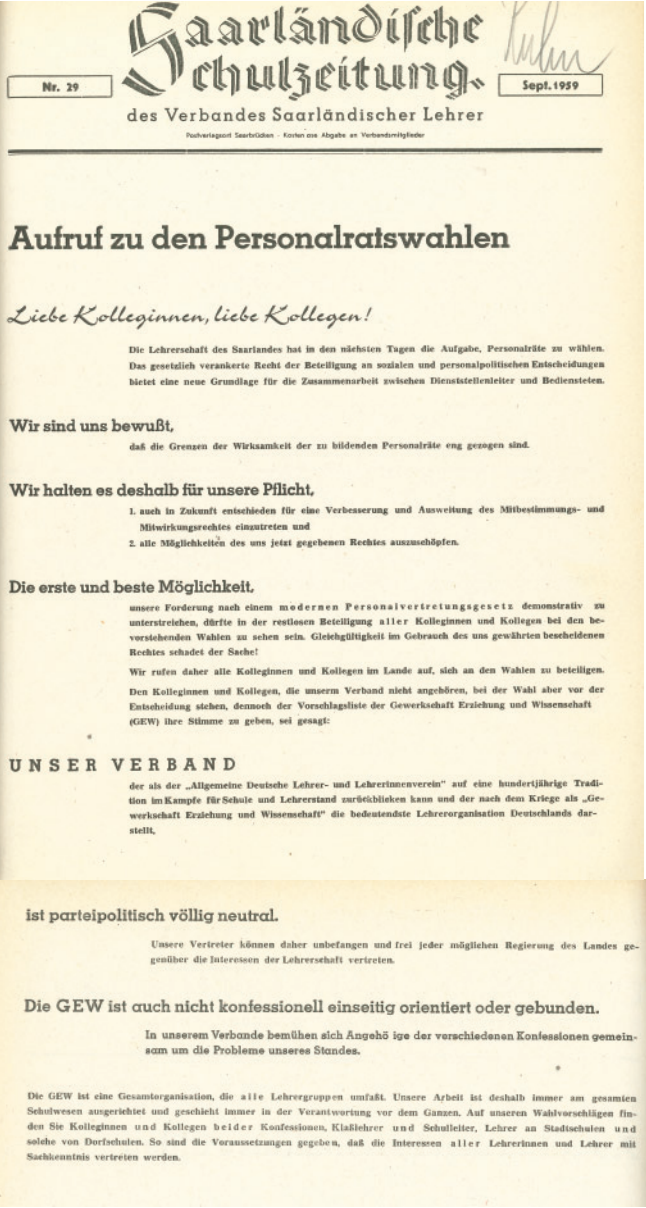 Saarländische
Schulzeitung
Kuhn
Nr. 29
Sept. 1959
des Verbandes Saarländischer Lehrer
Postverlagsort Saarbrücken - Kostenlose Abgabe an Verbandsmitglieder
Aufruf zu den Personalratswahlen
Liebe Kolleginnen, liebe Kollegen!
Die Lehrerschaft des Saarlandes hat in den nächsten Tagen die Aufgabe, Personalräte zu wählen.
Das gesetzlich verankerte Recht der Beteiligung an sozialen und personalpolitischen Entscheidungen
bietet eine neue Grundlage für die Zusammenarbeit zwischen Dienststellenleiter und Bediensteten.
Wir sind uns bewußt,
daß die Grenzen der Wirksamkeit der zu bildenden Personalräte eng gezogen sind.
Wir halten es deshalb für unsere Pflicht,
1. auch in Zukunft entschieden für eine Verbesserung und Ausweitung des Mitbestimmungs- und
Mitwirkungsrechtes einzutreten und
2. alle Möglichkeiten des uns jetzt gegebenen Rechtes auszuschöpfen.
Die erste und beste Möglichkeit,
unsere Forderung nach einem modernen Personalvertretungsgesetz demonstrativ zu
unterstreichen, dürfte in der restlosen Beteiligung aller Kolleginnen und Kollegen bei den be-
vorstehenden Wahlen zu sehen sein. Gleichgültigkeit im Gebrauch des uns gewährten bescheidenen
Rechtes schadet der Sache!
Wir rufen daher alle Kolleginnen und Kollegen im Lande auf, sich an den Wahlen zu beteiligen.
Den Kolleginnen und Kollegen, die unserm Verband nicht angehören, bei der Wahl aber vor der
Entscheidung stehen, dennoch der Vorschlagsliste der Gewerkschaft Erziehung und Wissenschaft
(GEW) ihre Stimme zu geben, sei gesagt:
UNSER VERBAND
der als der „Allgemeine Deutsche Lehrer- und Lehrerinnenverein" auf eine hundertjährige Tradi-
tion im Kampfe für Schule und Lehrerstand zurückblicken kann und der nach dem Kriege als „Ge-
werkschaft Erziehung und Wissenschaft" die bedeutendste Lehrerorganisation Deutschlands dar-
stellt,
ist parteipolitisch völlig neutral.
Unsere Vertreter können daher unbefangen und frei jeder möglichen Regierung des Landes ge-
genüber die Interessen der Lehrerschaft vertreten.
Die GEW ist auch nicht konfessionell einseitig orientiert oder gebunden.
In unserem Verbande bemühen sich Angehö ige der verschiedenen Konfessionen gemein-
sam um die Probleme unseres Standes.
Die GEW ist eine Gesamtorganisation, die alle Lehrergruppen umfaßt. Unsere Arbeit ist deshalb immer am gesamten
Schulwesen ausgerichtet und geschieht immer in der Verantwortung vor dem Ganzen. Auf unseren Wahlvorschlägen fin-
den Sie Kolleginnen und Kollegen beider Konfessionen, Klaßlehrer und Schulleiter, Lehrer an Stadtschulen und
solche von Dorfschulen. So sind die Voraussetzungen gegeben, daß die Interessen aller Lehrerinnen und Lehrer mit
Sachkenntnis vertreten werden.